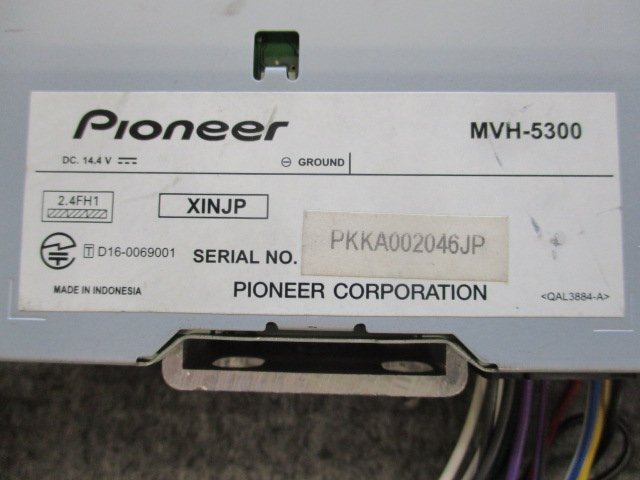 Pioneer
MVH-5300
DC. 14.4 V
⊖ GROUND
2.4FH1
XINJP
T D16-0069001
SERIAL NO.
PKKA002046JP
MADE IN INDONESIA
PIONEER CORPORATION
<QAL3884-A>